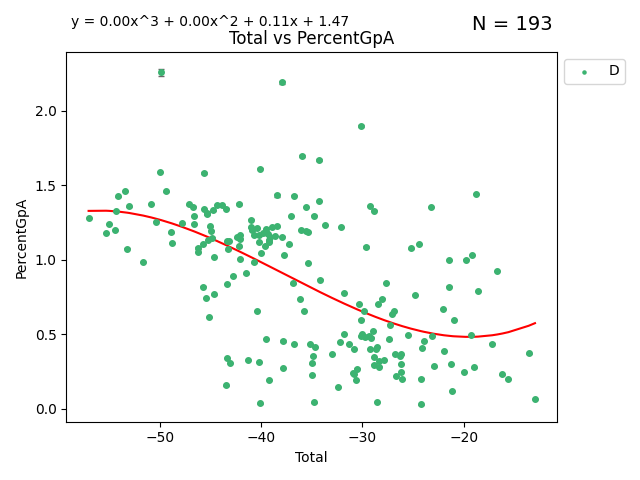 y = 0.00x^3 + 0.00x^2 + 0.11x + 1.47
N = 193
Total vs PercentGpA
D
PercentGpA
2.0
1.5
1.0
0.5
0.0
−50
−40
−30
−20
Total